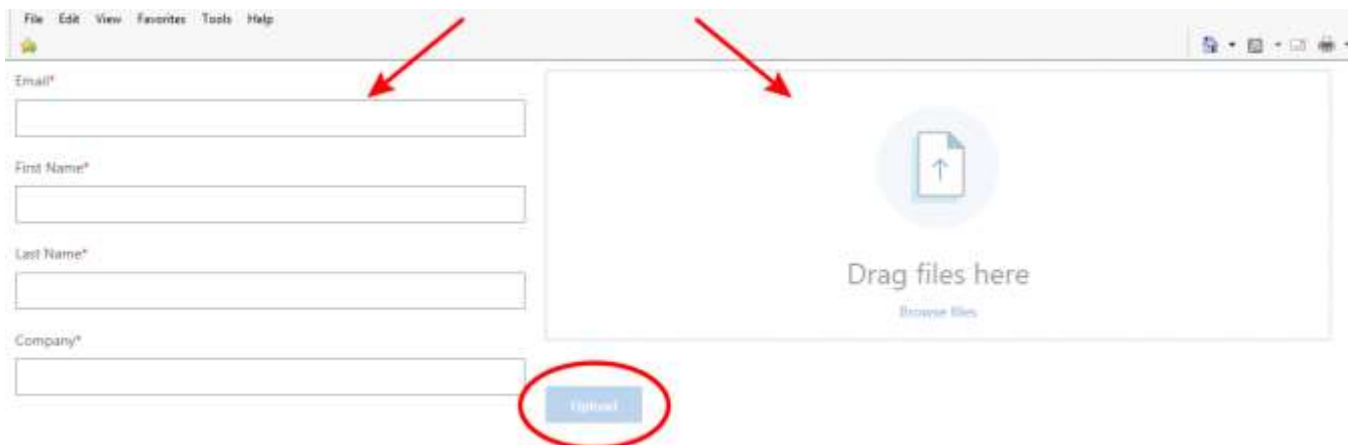 File Edit View Favorites Tools Help
Email*
First Name*
Last Name*
Company*
Drag files here
Browse files
Upload